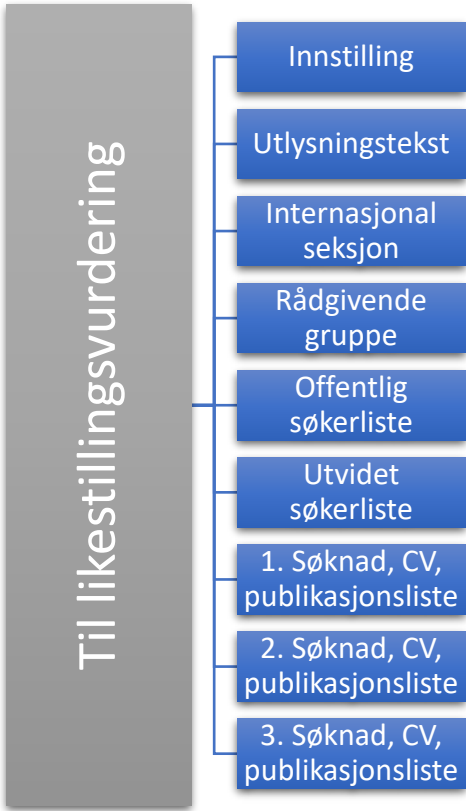 Till likestillingsvurdering
Innstilling
Utlysningstekst
Internasjonal
seksjon
Rådgivende
gruppe
Offentlig
søkerliste
Utvidet
søkerliste
1. Søknad, CV,
publikasjonsliste
2. Søknad, CV,
publikasjonsliste
3. Søknad, CV,
publikasjonsliste